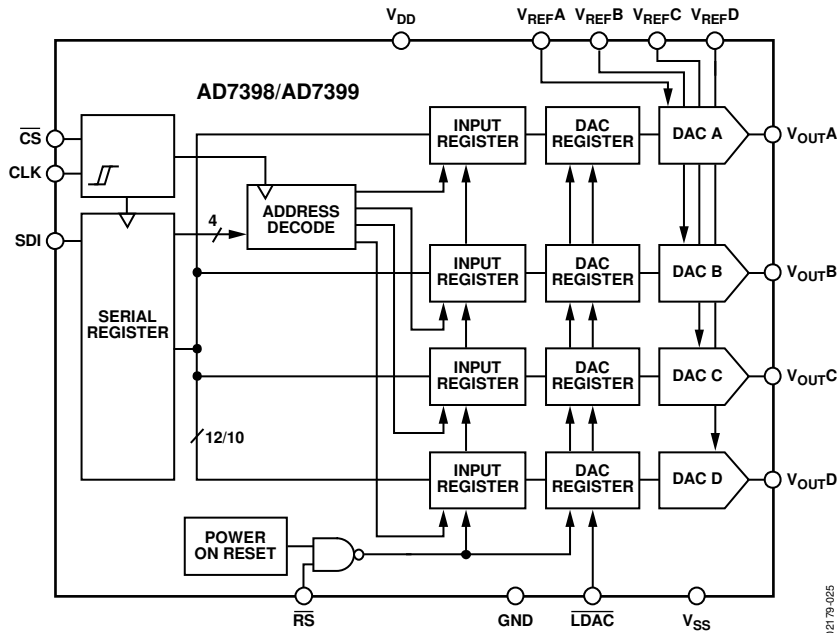 VDD
VREFA VREFB VREFC VREFD
AD7398/AD7399
CS
CLK
SDI
SERIAL
REGISTER
4
ADDRESS
DECODE
12/10
INPUT
REGISTER
DAC
REGISTER
DAC A
VOUTA
INPUT
REGISTER
DAC
REGISTER
DAC B
VOUTB
INPUT
REGISTER
DAC
REGISTER
DAC C
VOUTC
INPUT
REGISTER
DAC
REGISTER
DAC D
VOUTD
POWER
ON RESET
RS
GND
LDAC
VSS
02179-025